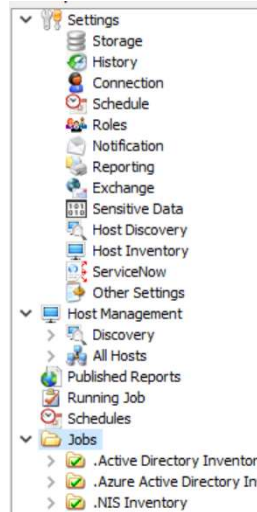 Settings
Storage
History
Connection
Schedule
Roles
Notification
Reporting
Exchange
Sensitive Data
Host Discovery
Host Inventory
ServiceNow
Other Settings
Host Management
Discovery
All Hosts
Published Reports
Running Job
Schedules
Jobs
.Active Directory Inventor
.Azure Active Directory In
.NIS Inventory